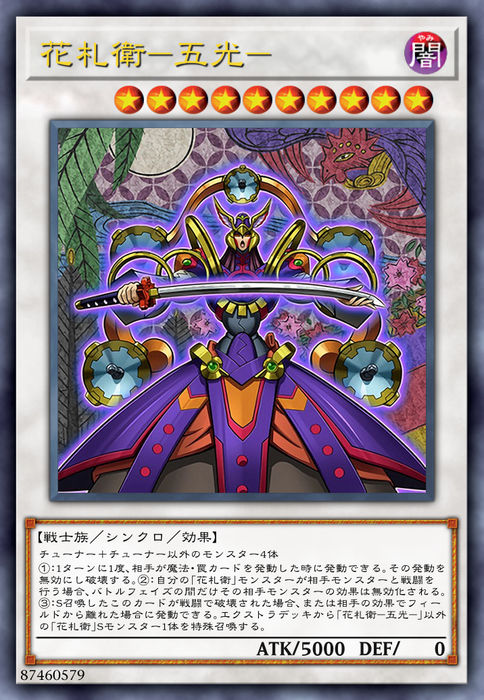 花札衛－五光－
やみ
闇
【戦士族／シンクロ／効果】
チューナー＋チューナー以外のモンスター4体
①:1ターンに1度、相手が魔法・罠カードを発動した時に発動できる。その発動を
無効にし破壊する。②:自分の「花札衛」モンスターが相手モンスターと戦闘を
行う場合、バトルフェイズの間だけその相手モンスターの効果は無効化される。
③:S召喚したこのカードが戦闘で破壊された場合、または相手の効果でフィー
ルドから離れた場合に発動できる。エクストラデッキから「花札衛－五光－」以外
の「花札衛」Sモンスター1体を特殊召喚する。
ATK/5000 DEF/ 0
87460579